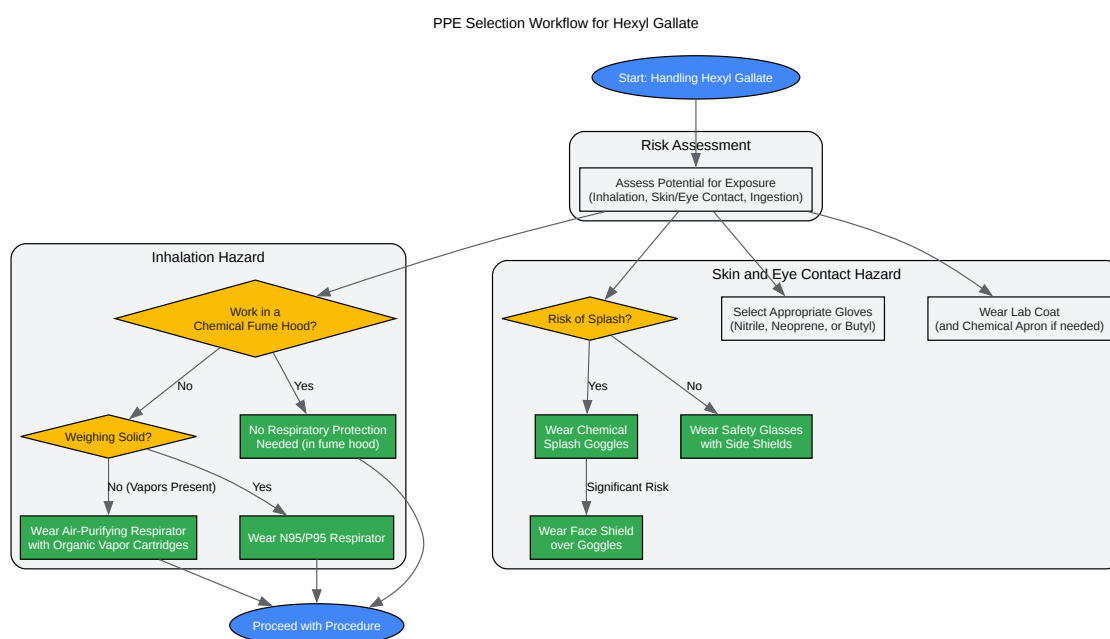 PPE Selection Workflow for Hexyl Gallate
Start: Handling Hexyl Gallate
Risk Assessment
Assess Potential for Exposure
(Inhalation, Skin/Eye Contact, Ingestion)
Inhalation Hazard
Work in a
Chemical Fume Hood?
No
Yes
Weighing Solid?
No Respiratory Protection
Needed (in fume hood)
No (Vapors Present)
Yes
Wear Air-Purifying Respirator
with Organic Vapor Cartridges
Wear N95/P95 Respirator
Skin and Eye Contact Hazard
Risk of Splash?
Select Appropriate Gloves
(Nitrile, Neoprene, or Butyl)
Wear Lab Coat
(and Chemical Apron if needed)
Yes
No
Wear Chemical
Splash Goggles
Wear Safety Glasses
with Side Shields
Significant Risk
Wear Face Shield
over Goggles
Proceed with Procedure